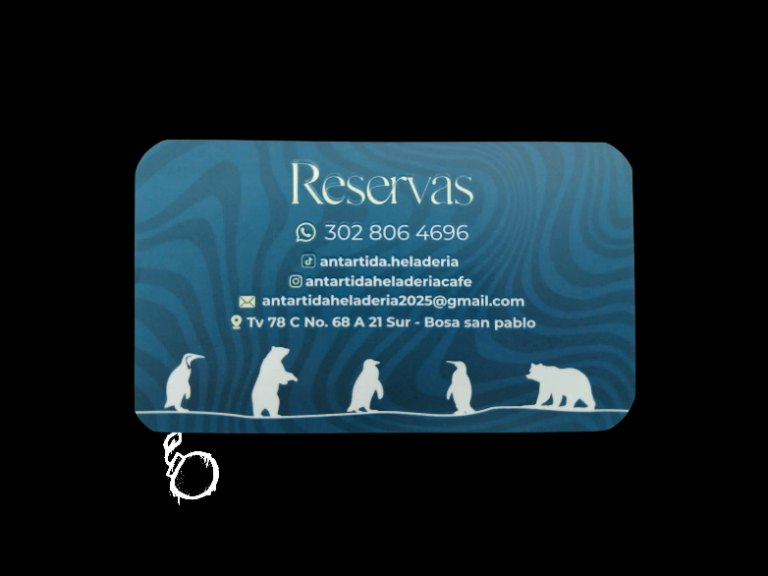 Reservas
302 806 4696
antartida.heladeria
antartidaheladeriacafe
antartidaheladeria2025@gmail.com
Tv 78 C No. 68 A 21 Sur - Bosa san pablo